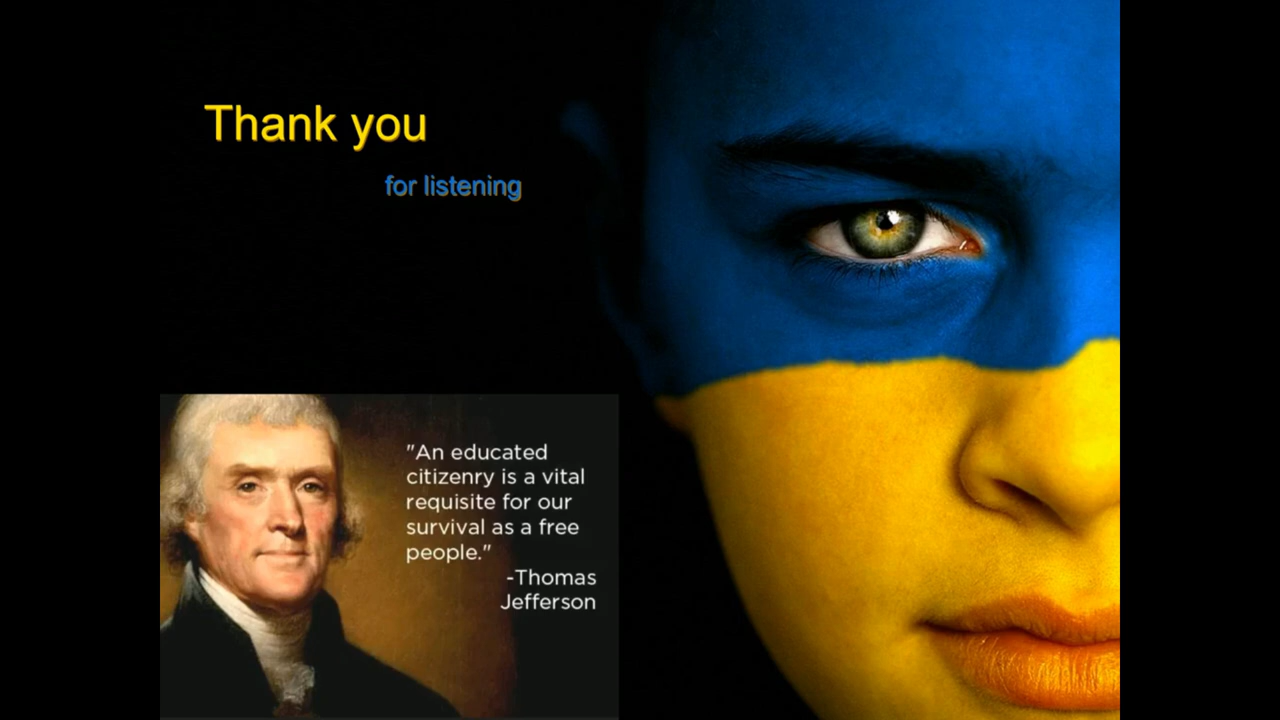 Thank you
for listening
"An educated
citizenry is a vital
requisite for our
survival as a free
people."
-Thomas
Jefferson